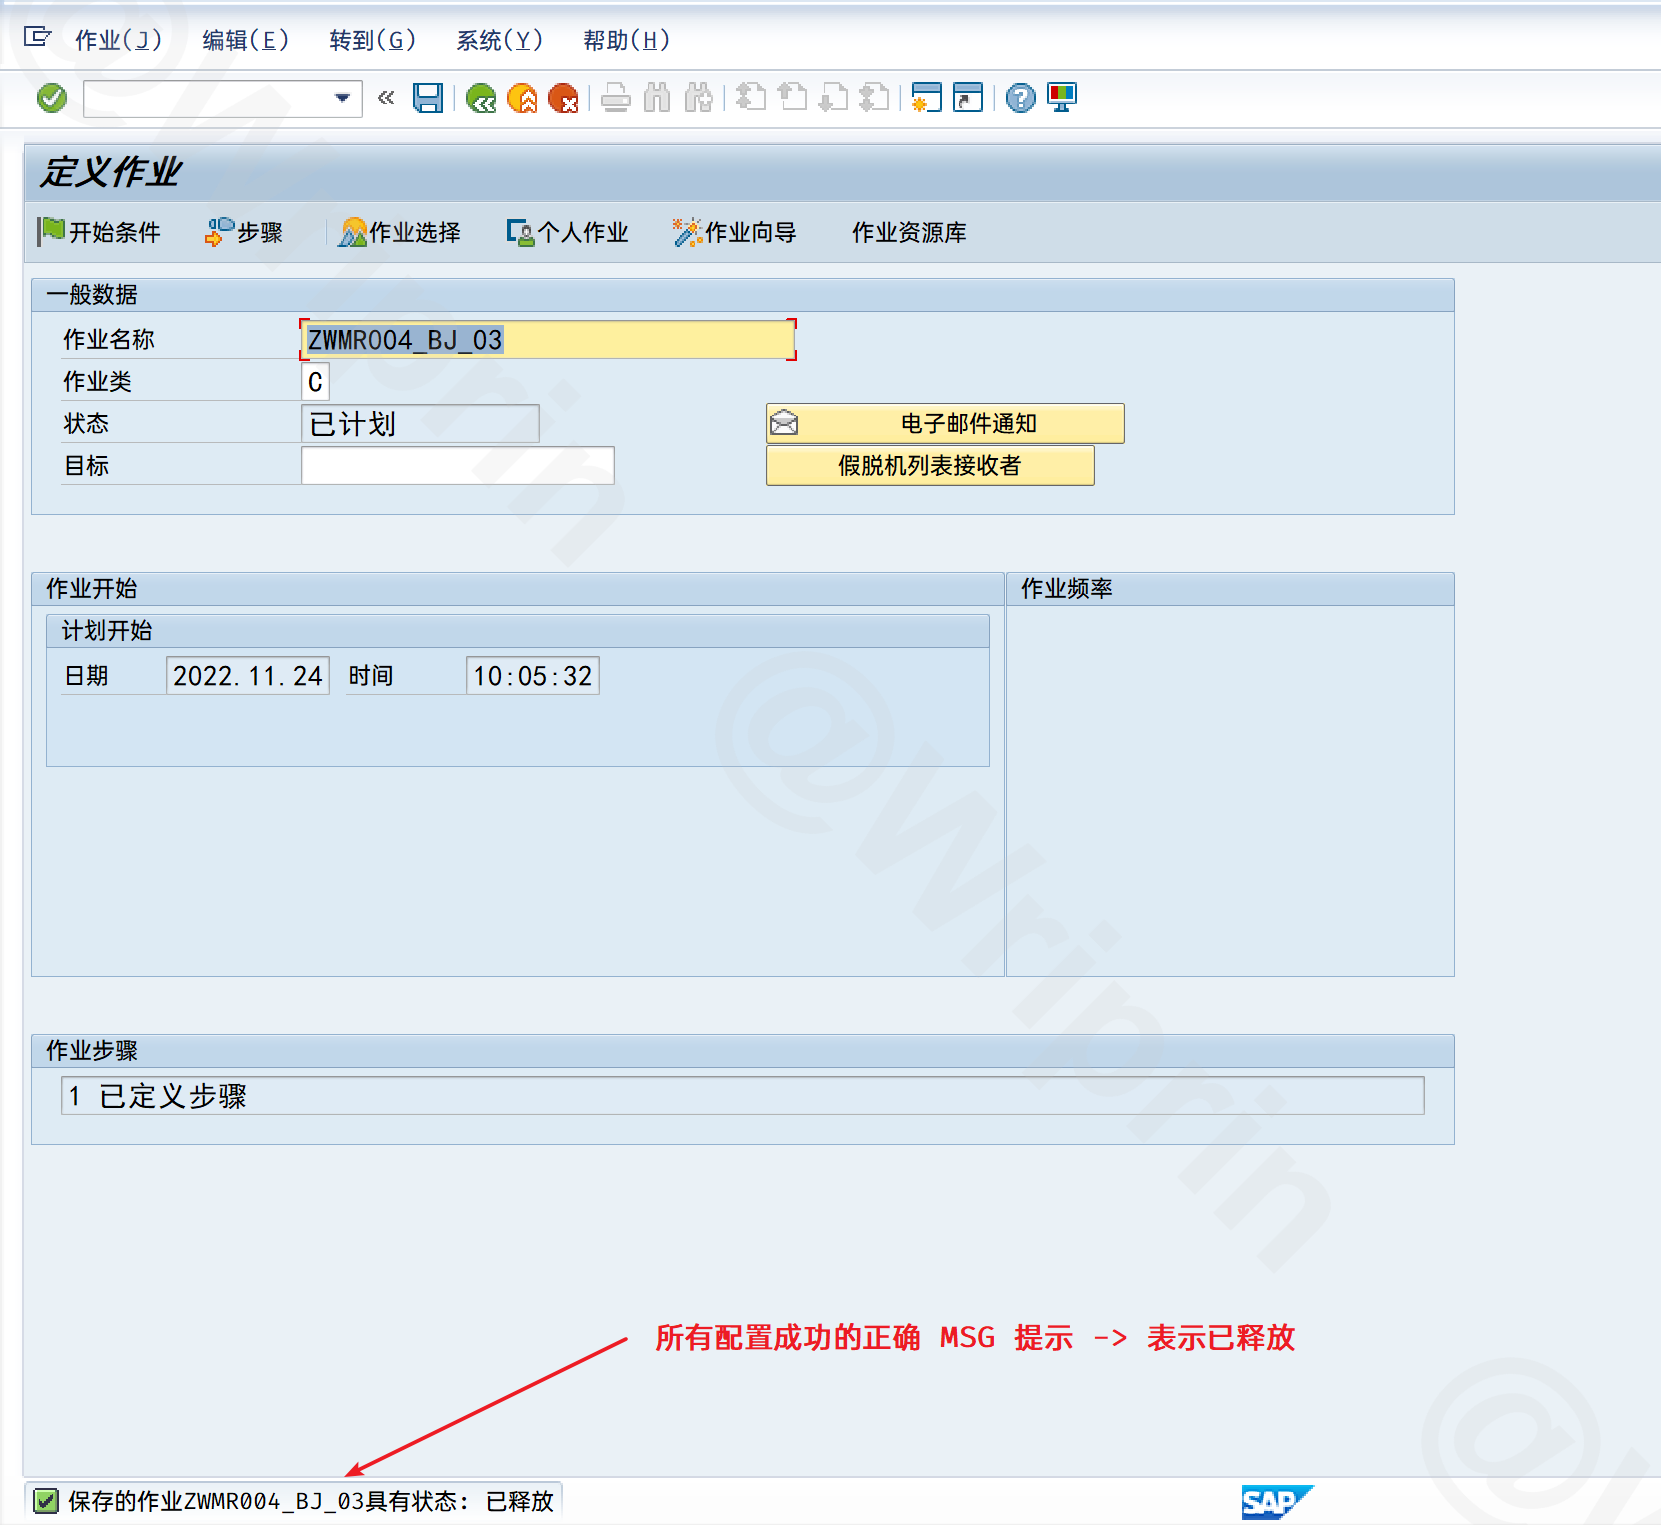 作业(J) 编辑(E) 转到(G) 系统(Y) 帮助(H)
定义作业
开始条件 步骤 作业选择 个人作业 作业向导 作业资源库
一般数据
作业名称 ZWMR004_BJ_03
作业类 C
状态 已计划 电子邮件通知
目标 假脱机列表接收者
作业开始 作业频率
计划开始
日期 2022.11.24 时间 10:05:32
作业步骤
1 已定义步骤
所有配置成功的正确 MSG 提示 -> 表示已释放
保存的作业ZWMR004_BJ_03具有状态: 已释放
SAP
@Wriprin
@Wriprin